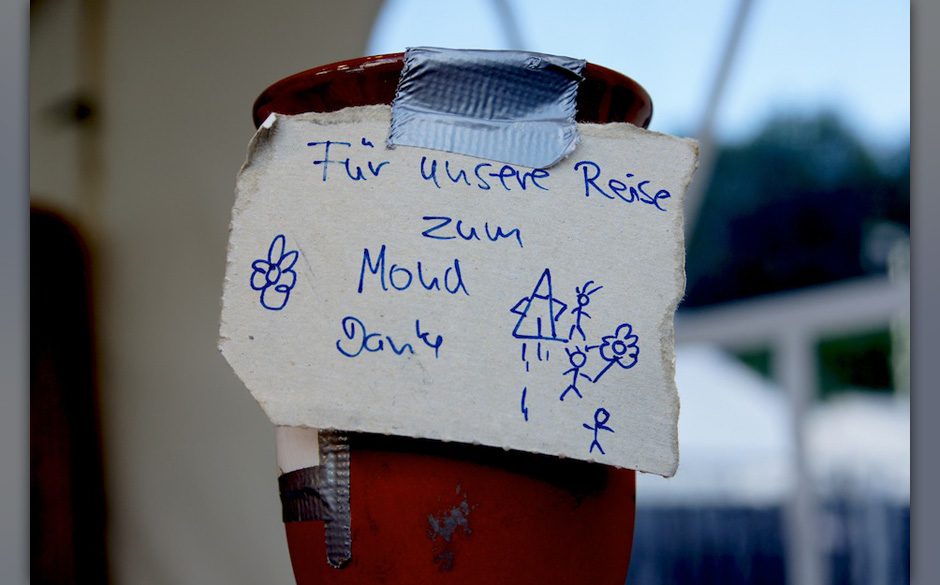 Für unsere Reise
zum
Mond
Danke